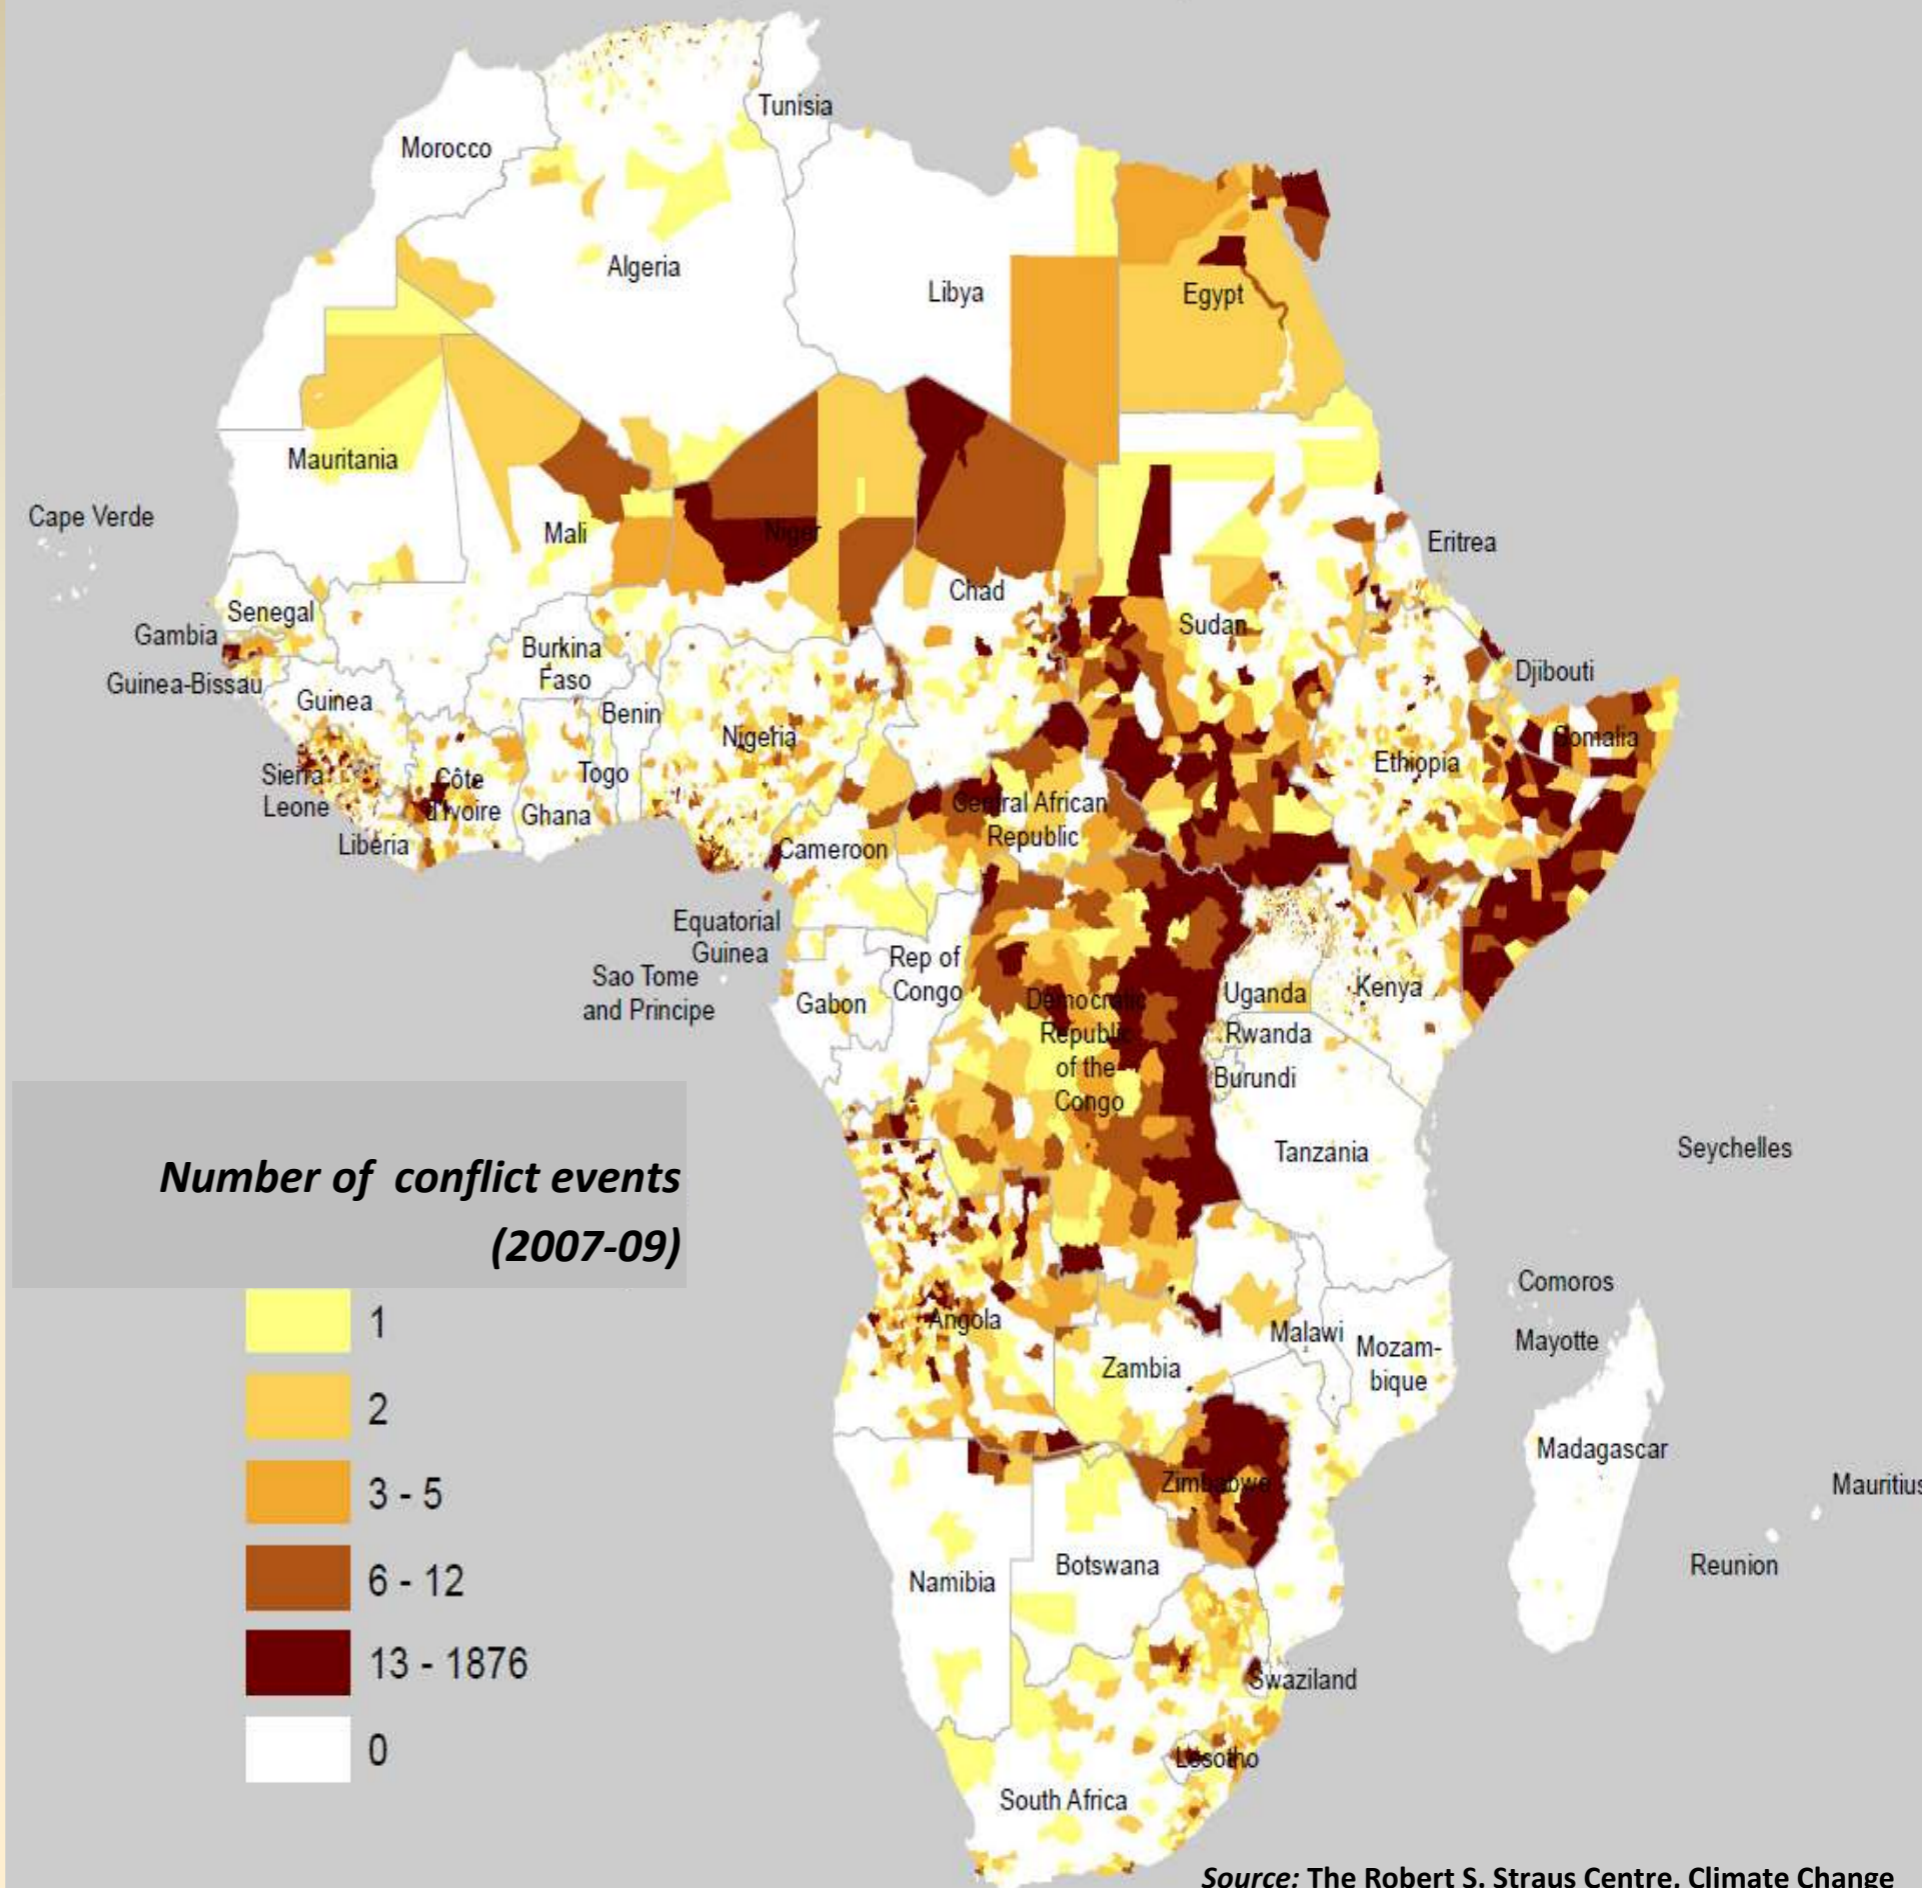 Tunisia
Morocco
Algeria
Libya
Egypt
Mauritania
Cape Verde
Mali
Niger
Eritrea
Chad
Senegal
Sudan
Gambia
Burkina
Faso
Djibouti
Guinea-Bissau
Guinea
Benin
Nigeria
Somalia
Ethiopia
Sierra
Leone
Côte
d'Ivoire
Togo
Ghana
Central African
Republic
Liberia
Cameroon
Equatorial
Guinea
Rep of
Congo
Sao Tome
and Principe
Gabon
Democratic
Republic
of the
Congo
Uganda
Kenya
Rwanda
Burundi
Tanzania
Seychelles
Comoros
Mayotte
Angola
Malawi
Mozam-
bique
Zambia
Madagascar
Zimbabwe
Mauritius
Namibia
Botswana
Reunion
Swaziland
Lesotho
South Africa
Number of conflict events
(2007-09)
1
2
3 - 5
6 - 12
13 - 1876
0
Source: The Robert S. Straus Centre, Climate Change